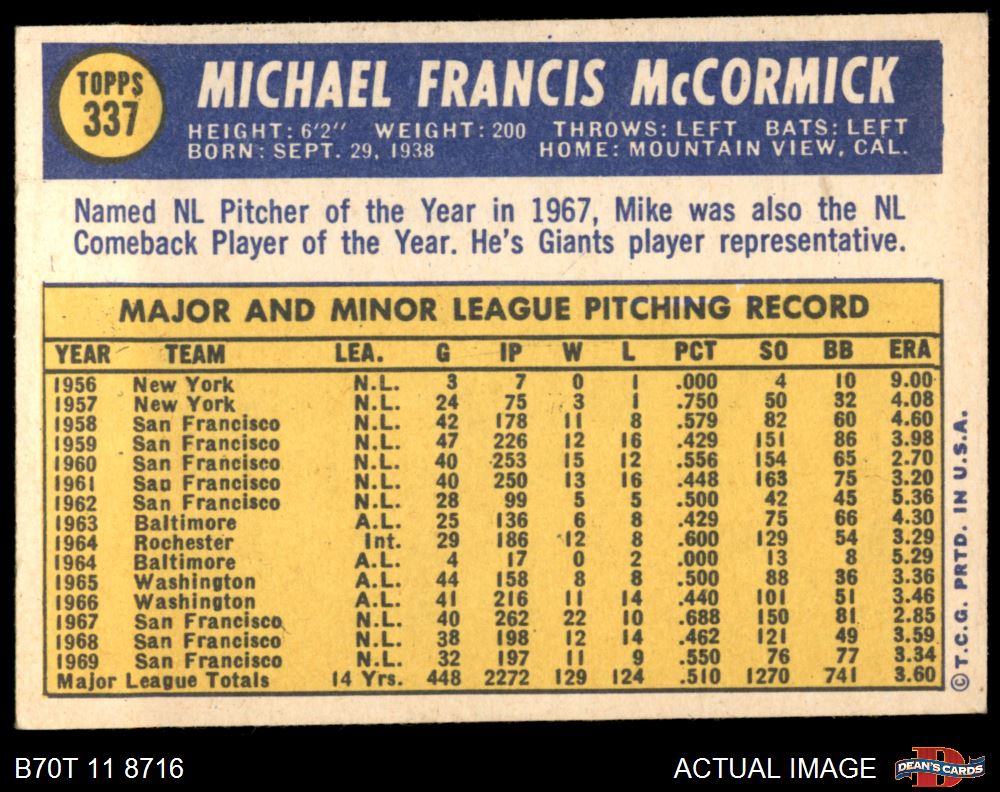 TOPPS
337
MICHAEL FRANCIS McCORMICK
HEIGHT: 6'2" WEIGHT: 200 THROWS: LEFT BATS: LEFT
BORN: SEPT. 29, 1938 HOME: MOUNTAIN VIEW, CAL.
Named NL Pitcher of the Year in 1967, Mike was also the NL
Comeback Player of the Year. He's Giants player representative.
MAJOR AND MINOR LEAGUE PITCHING RECORD
YEAR TEAM LEA. G IP W L PCT SO BB ERA
1956 New York N.L. 3 7 0 1 .000 4 10 9.00
1957 New York N.L. 24 75 3 1 .750 50 32 4.08
1958 San Francisco N.L. 42 178 11 8 .579 82 60 4.60
1959 San Francisco N.L. 47 226 12 16 .429 151 86 3.98
1960 San Francisco N.L. 40 253 15 12 .556 154 65 2.70
1961 San Francisco N.L. 40 250 13 16 .448 163 75 3.20
1962 San Francisco N.L. 28 99 5 5 .500 42 45 5.36
1963 Baltimore A.L. 25 136 6 8 .429 75 66 4.30
1964 Rochester Int. 29 186 12 8 .600 129 54 3.29
1964 Baltimore A.L. 4 17 0 2 .000 13 8 5.29
1965 Washington A.L. 44 158 8 8 .500 88 36 3.36
1966 Washington A.L. 41 216 11 14 .440 101 51 3.46
1967 San Francisco N.L. 40 262 22 10 .688 150 81 2.85
1968 San Francisco N.L. 38 198 12 14 .462 121 49 3.59
1969 San Francisco N.L. 32 197 11 9 .550 76 77 3.34
Major League Totals 14 Yrs. 448 2272 129 124 .510 1270 741 3.60
©T.C.G. PRTD. IN U.S.A.
B70T 11 8716
ACTUAL IMAGE
DEAN'S CARDS